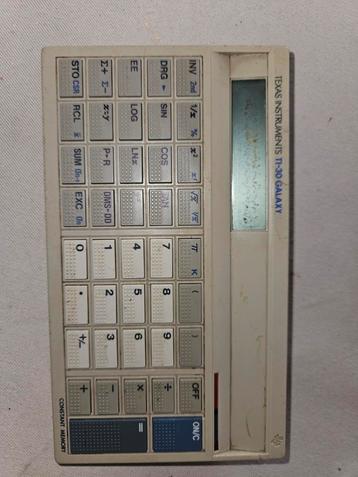 TEXAS INSTRUMENTS TI-30 GALAXY
INV 2nd 1/x % x² x! √x π K ( ) OFF ON/C
DRG ► SIN COS 7 8 9 ÷
EE LOG LNx 4 5 6 ×
Σ+ Σ− x⇄y P►R DMS►DD 1 2 3 −
STO CSR RCL x̄ SUM EXC 0 . +/− + =
CONSTANT MEMORY